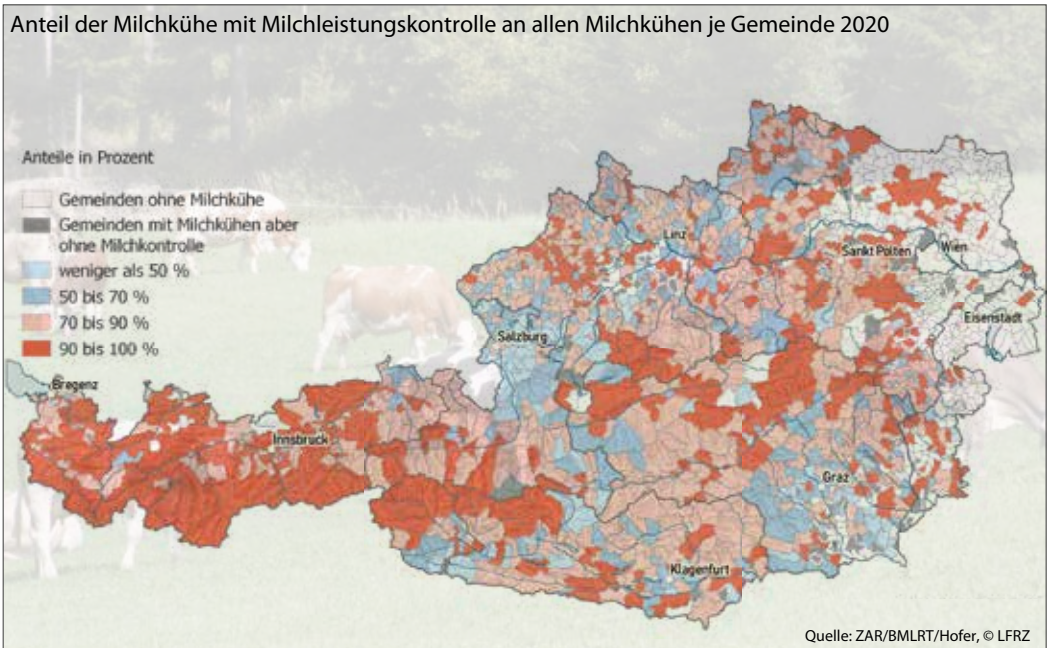 Anteil der Milchkühe mit Milchleistungskontrolle an allen Milchkühen je Gemeinde 2020
Anteile in Prozent
Gemeinden ohne Milchkühe
Gemeinden mit Milchkühen aber
ohne Milchkontrolle
weniger als 50 %
50 bis 70 %
70 bis 90 %
90 bis 100 %
Linz
Sankt Pölten
Wien
Eisenstadt
Salzburg
Bregenz
Innsbruck
Graz
Klagenfurt
Quelle: ZAR/BMLRT/Hofer, © LFRZ